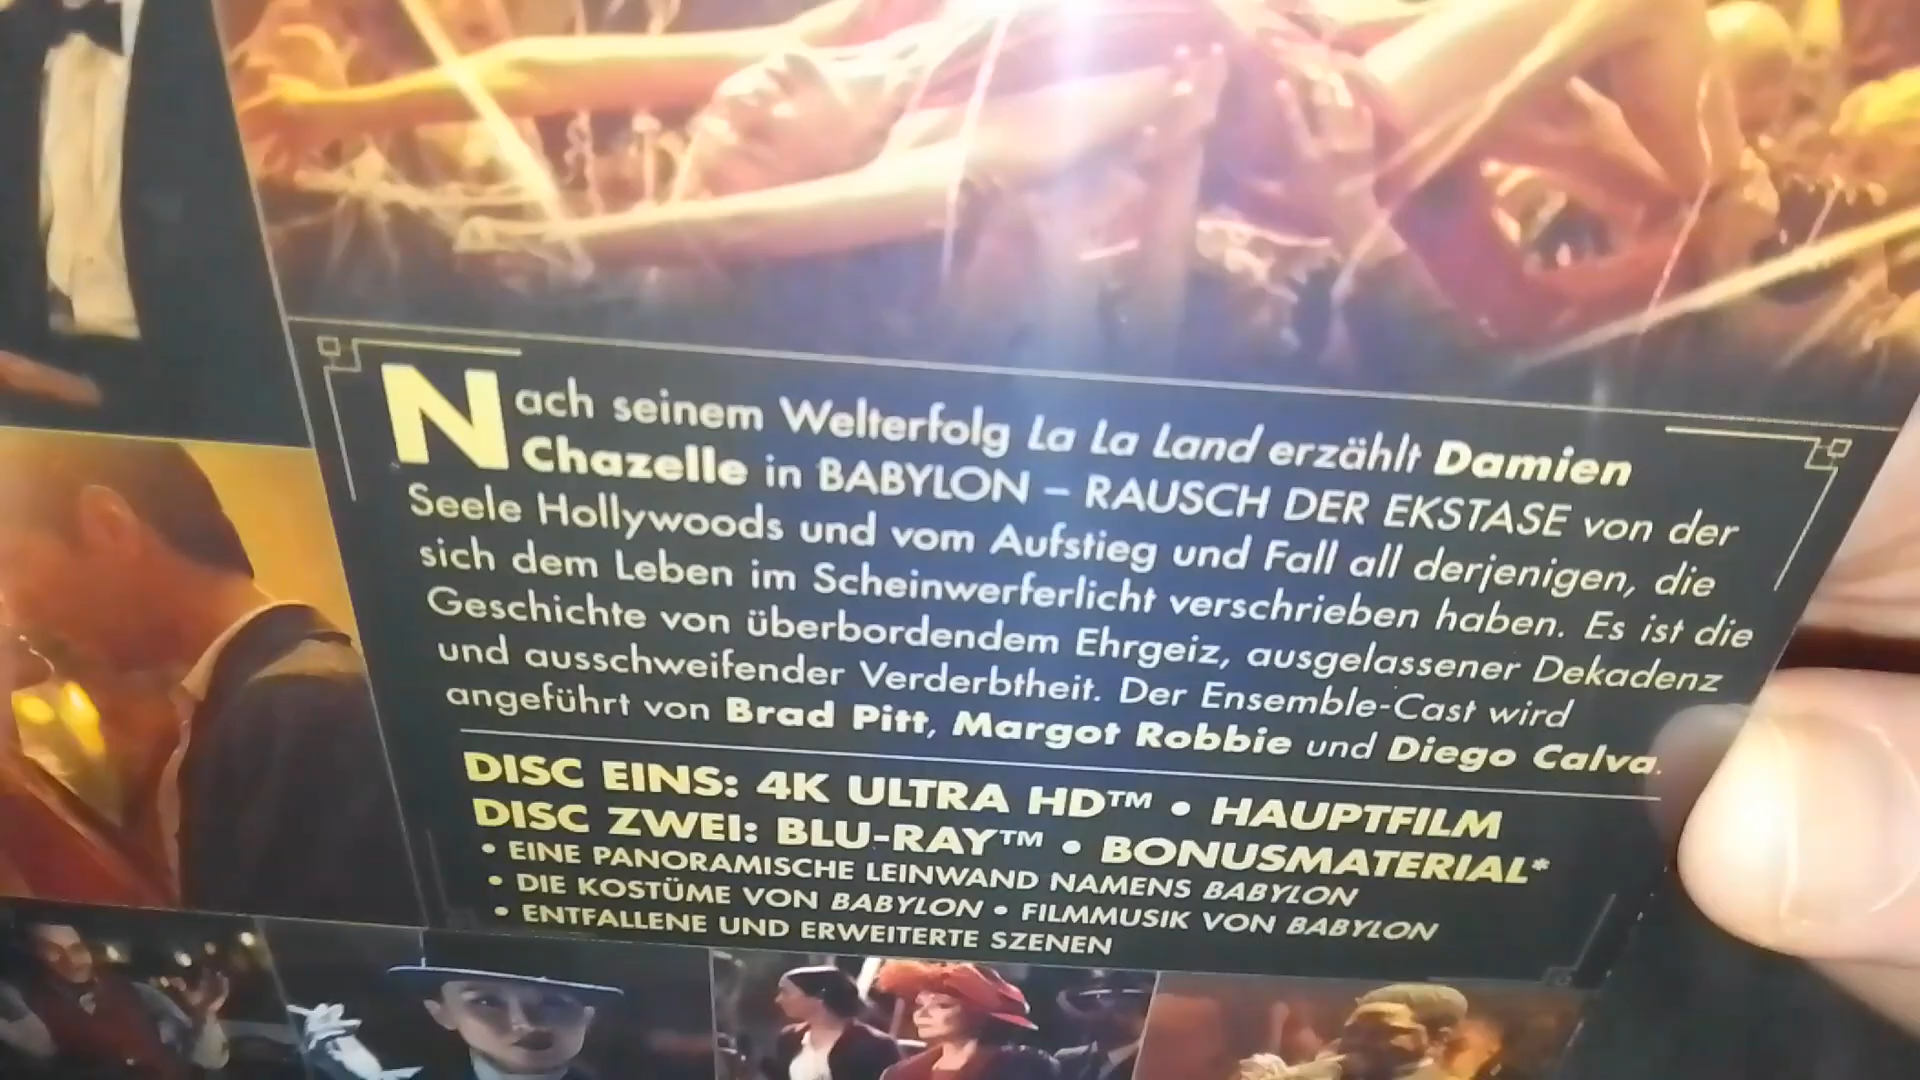 Nach seinem Welterfolg La La Land erzählt Damien
Chazelle in BABYLON – RAUSCH DER EKSTASE von der
Seele Hollywoods und vom Aufstieg und Fall all derjenigen, die
sich dem Leben im Scheinwerferlicht verschrieben haben. Es ist die
Geschichte von überbordendem Ehrgeiz, ausgelassener Dekadenz
und ausschweifender Verderbtheit. Der Ensemble-Cast wird
angeführt von Brad Pitt, Margot Robbie und Diego Calva.
DISC EINS: 4K ULTRA HD™ • HAUPTFILM
DISC ZWEI: BLU-RAY™ • BONUSMATERIAL*
• EINE PANORAMISCHE LEINWAND NAMENS BABYLON
• DIE KOSTÜME VON BABYLON • FILMMUSIK VON BABYLON
• ENTFALLENE UND ERWEITERTE SZENEN